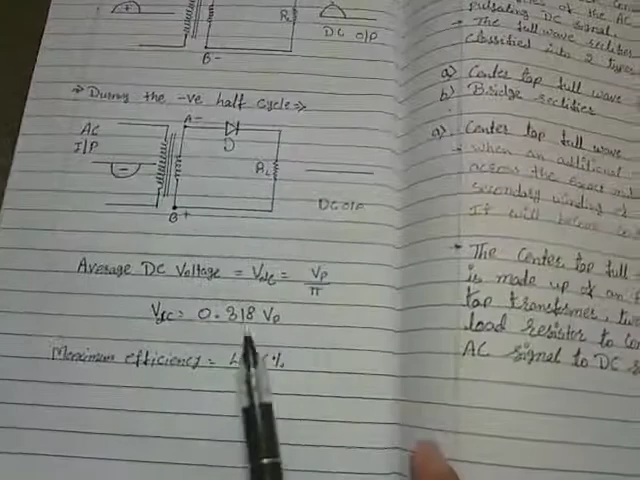 +
RL
DC O/P
B-
→ During the -ve half Cycle ⇒
AC
I/P
A-
D
RL
-
B+
DC O/P
Average DC Voltage = Vdc = Vp
π
Vdc = 0.318 Vp
Maximum efficiency = %
of the AC
pulsating DC signal.
• The full wave rectifier
classified into 2 types
a) Center tap full wave
b) Bridge rectifier
a) Center tap full wave
• when an additional
across the exact
secondary winding
It will
• The Center tap full
is made up of an
tap transformer,
load resistor to
AC signal to DC